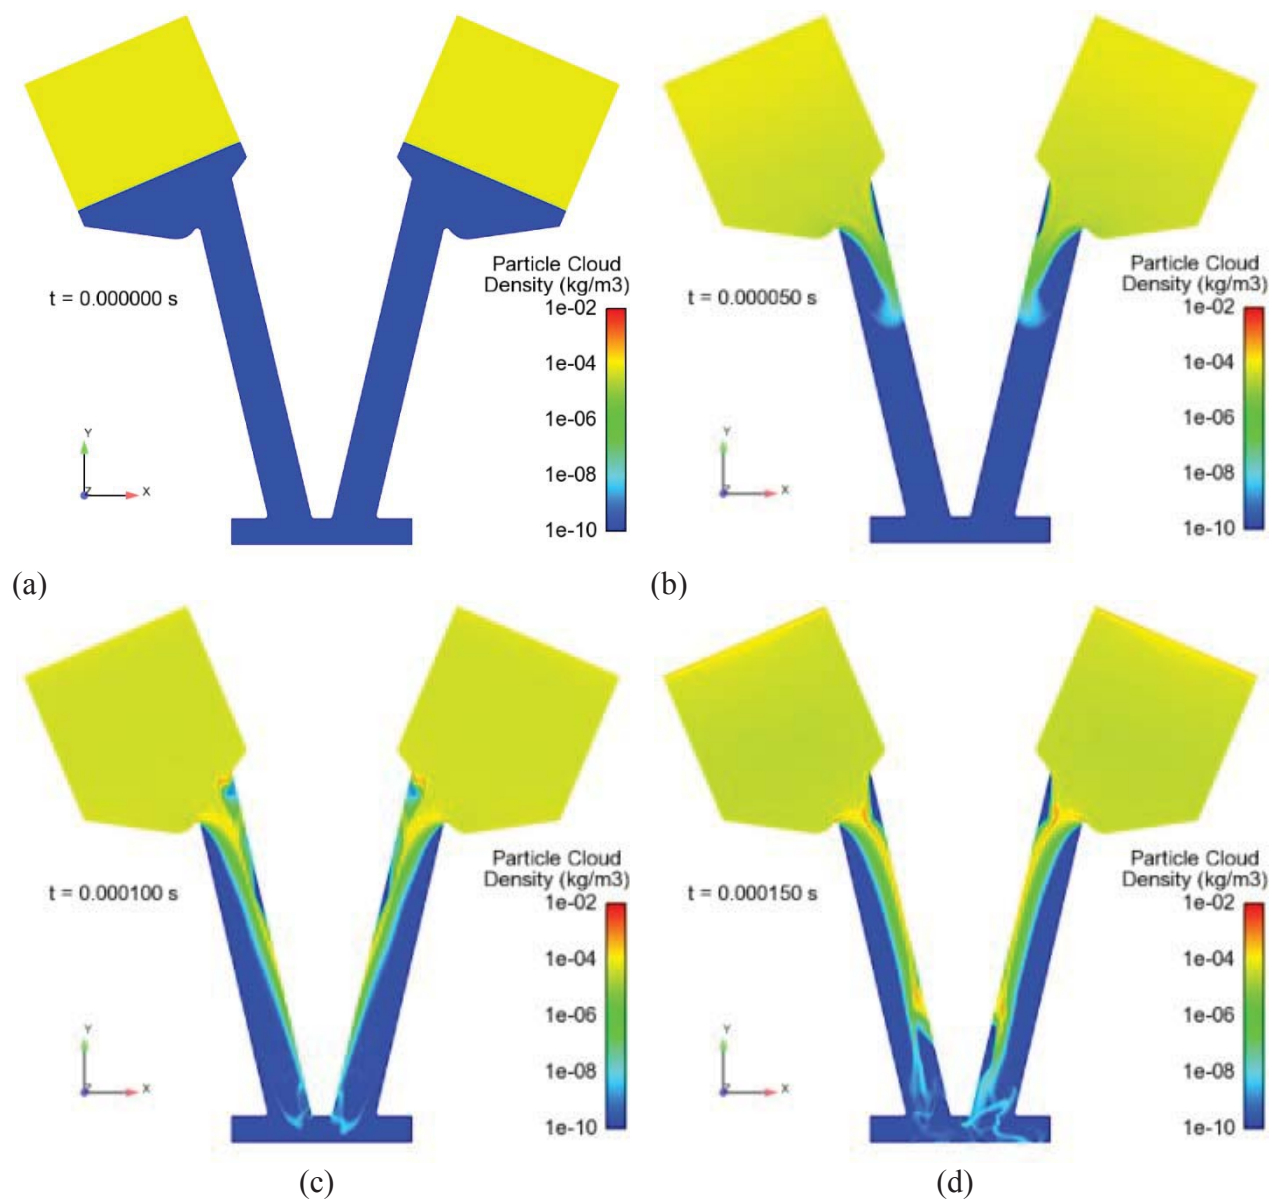 Particle Cloud
Density (kg/m3)
t = 0.000000 s
1e-02
1e-04
1e-06
1e-08
1e-10
Y
Z
X
(a)
Particle Cloud
Density (kg/m3)
t = 0.000050 s
1e-02
1e-04
1e-06
1e-08
1e-10
Y
Z
X
(b)
Particle Cloud
Density (kg/m3)
t = 0.000100 s
1e-02
1e-04
1e-06
1e-08
1e-10
Y
Z
X
(c)
Particle Cloud
Density (kg/m3)
t = 0.000150 s
1e-02
1e-04
1e-06
1e-08
1e-10
Y
Z
X
(d)